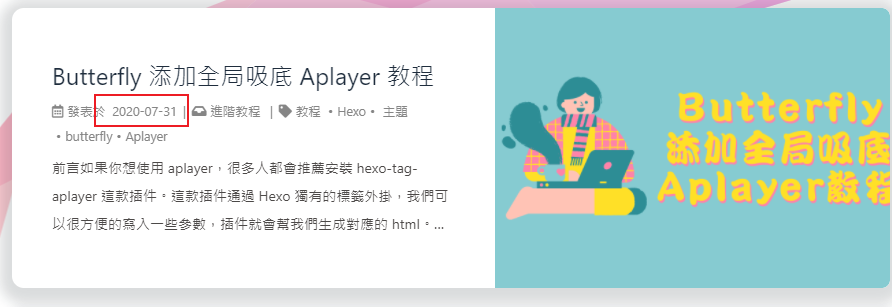 Butterfly 添加全局吸底 Aplayer 教程
發表於 2020-07-31 | 進階教程 | 教程 • Hexo • 主題
• butterfly • Aplayer
前言如果你想使用 aplayer，很多人都會推薦安裝 hexo-tag-
aplayer 這款插件。這款插件通過 Hexo 獨有的標籤外掛，我們可
以很方便的寫入一些參數，插件就會幫我們生成對應的 html。...
Butterfly
添加全局吸底
Aplayer教程